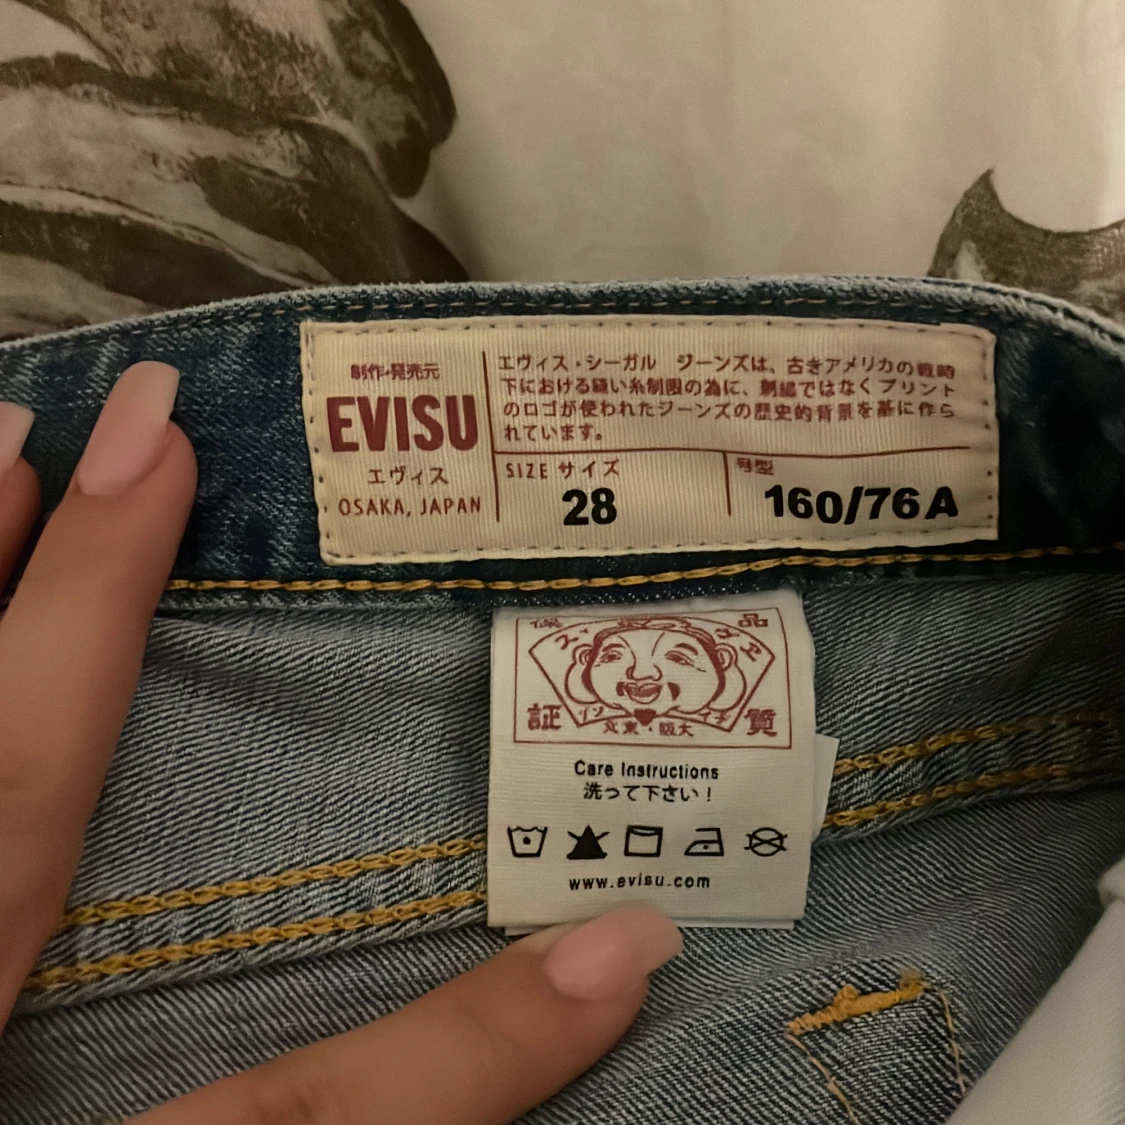 制作・発売元
EVISU
エヴィス
OSAKA, JAPAN
エヴィス・シーガル ジーンズは、古きアメリカの戦時
下における縫い糸制限の為に、刺繍ではなくプリント
のロゴが使われたジーンズの歴史的背景を基に作ら
れています。
SIZE サイズ
28
号型
160/76A
品
証
質
大阪・東京
Care Instructions
洗って下さい！
www.evisu.com